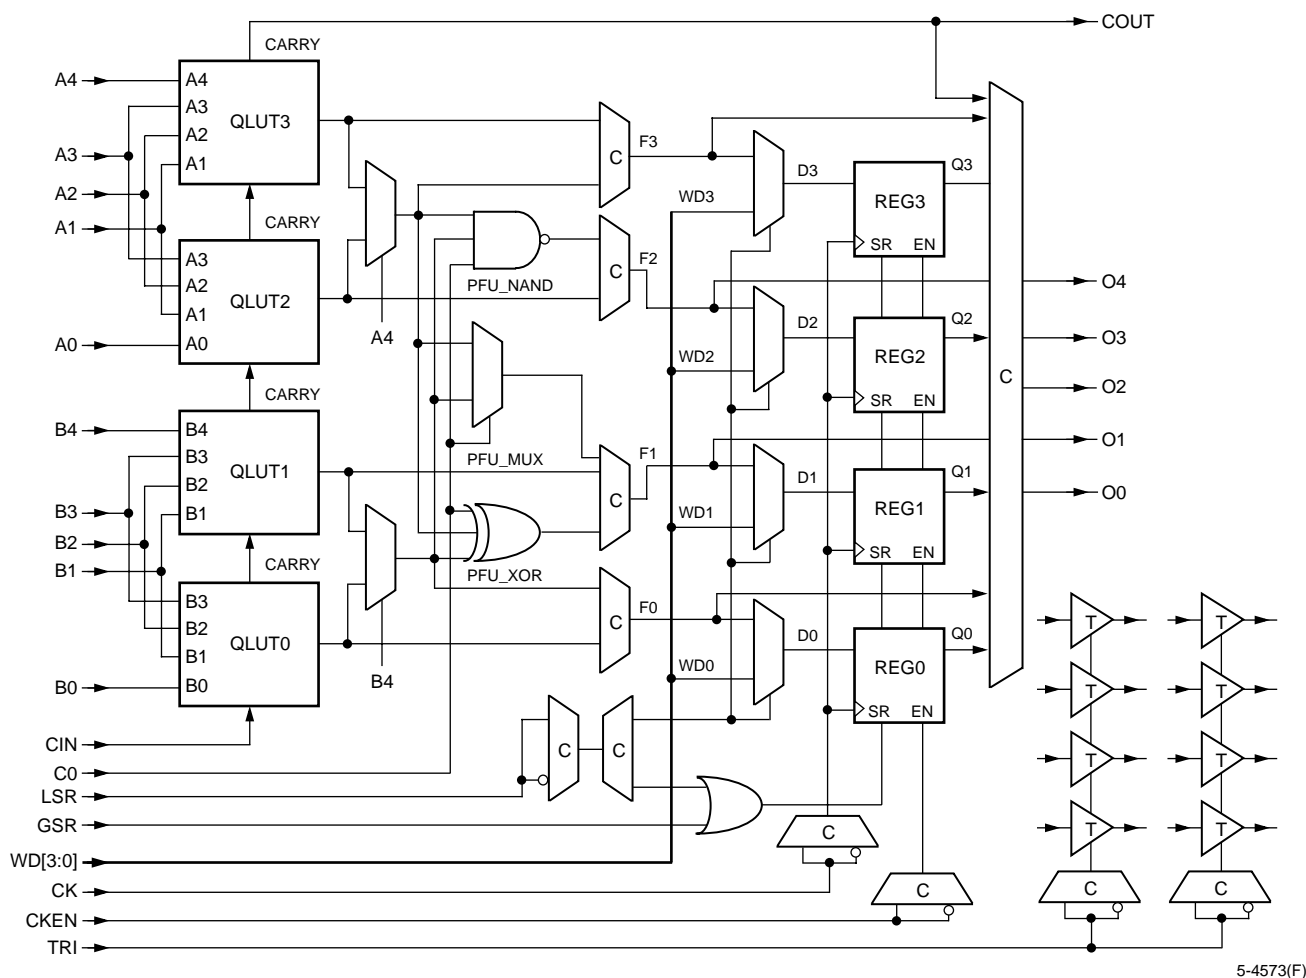 COUT
CARRY
A4
A4
A3
A2
A1
QLUT3
A3
A2
A1
CARRY
A3
A2
A1
A0
QLUT2
A0
CARRY
B4
B4
B3
B2
B1
QLUT1
B3
B2
B1
CARRY
B3
B2
B1
B0
QLUT0
B0
CIN
C0
LSR
GSR
WD[3:0]
CK
CKEN
TRI
A4
B4
PFU_NAND
PFU_MUX
PFU_XOR
C
F3
C
F2
C
F1
C
F0
C
C
WD3
WD2
WD1
WD0
D3
D2
D1
D0
REG3
SR EN
REG2
SR EN
REG1
SR EN
REG0
SR EN
Q3
Q2
Q1
Q0
C
O4
O3
O2
O1
O0
C
C
T
T
T
T
T
T
T
T
C
C
5-4573(F)